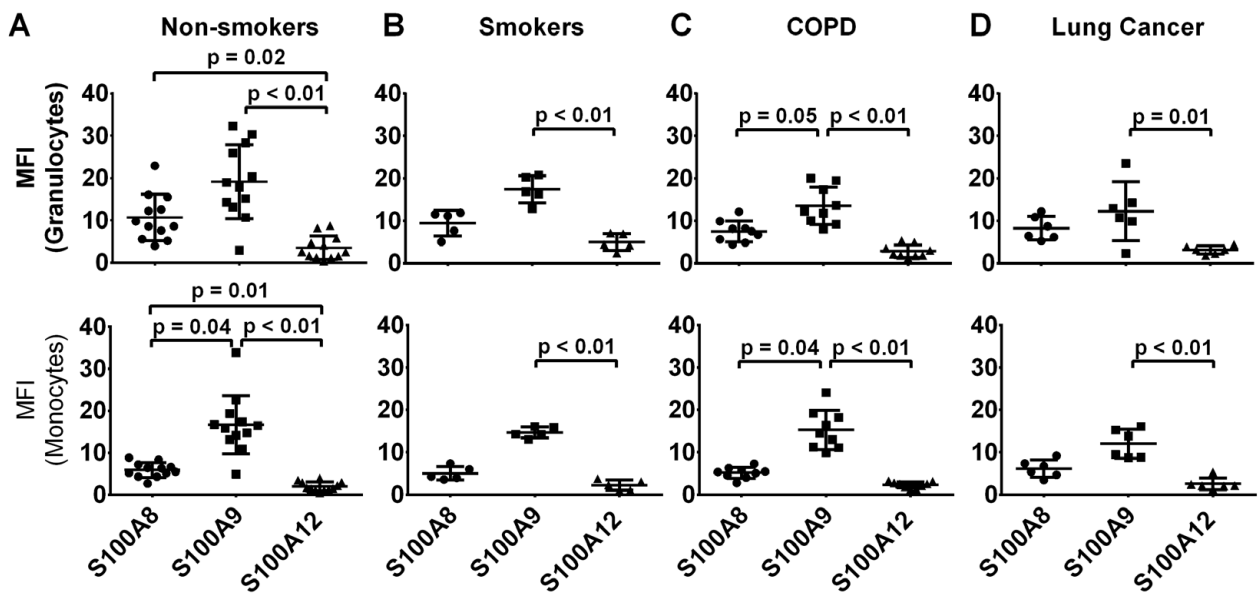 A Non-smokers B Smokers C COPD D Lung Cancer
p = 0.02
p < 0.01 p < 0.01 p = 0.05 p < 0.01 p = 0.01
MFI
(Granulocytes)
40 40 40 40
30 30 30 30
20 20 20 20
10 10 10 10
0 0 0 0
p = 0.01
p = 0.04 p < 0.01 p < 0.01 p = 0.04 p < 0.01 p < 0.01
MFI
(Monocytes)
40 40 40 40
30 30 30 30
20 20 20 20
10 10 10 10
0 0 0 0
S100A8 S100A9 S100A12 S100A8 S100A9 S100A12 S100A8 S100A9 S100A12 S100A8 S100A9 S100A12